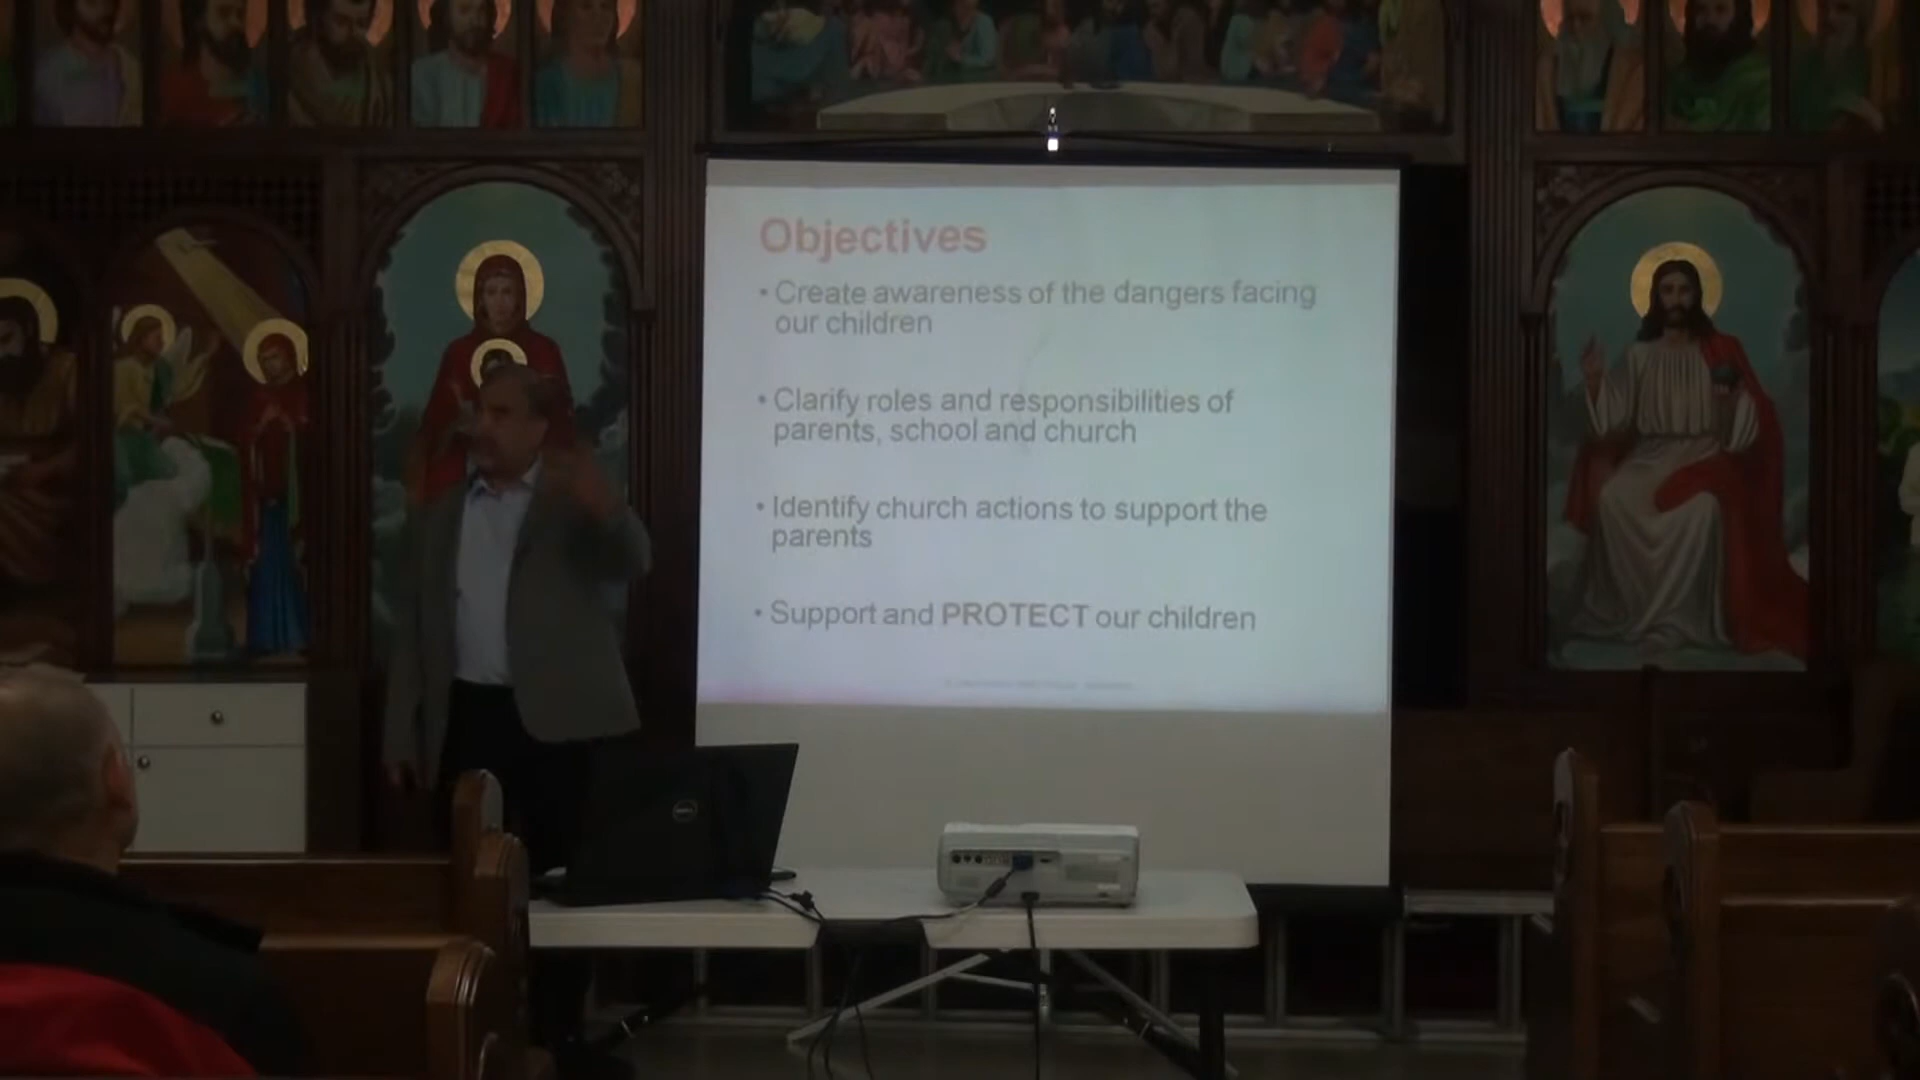 Objectives
• Create awareness of the dangers facing
our children
• Clarify roles and responsibilities of
parents, school and church
• Identify church actions to support the
parents
• Support and PROTECT our children
DELL